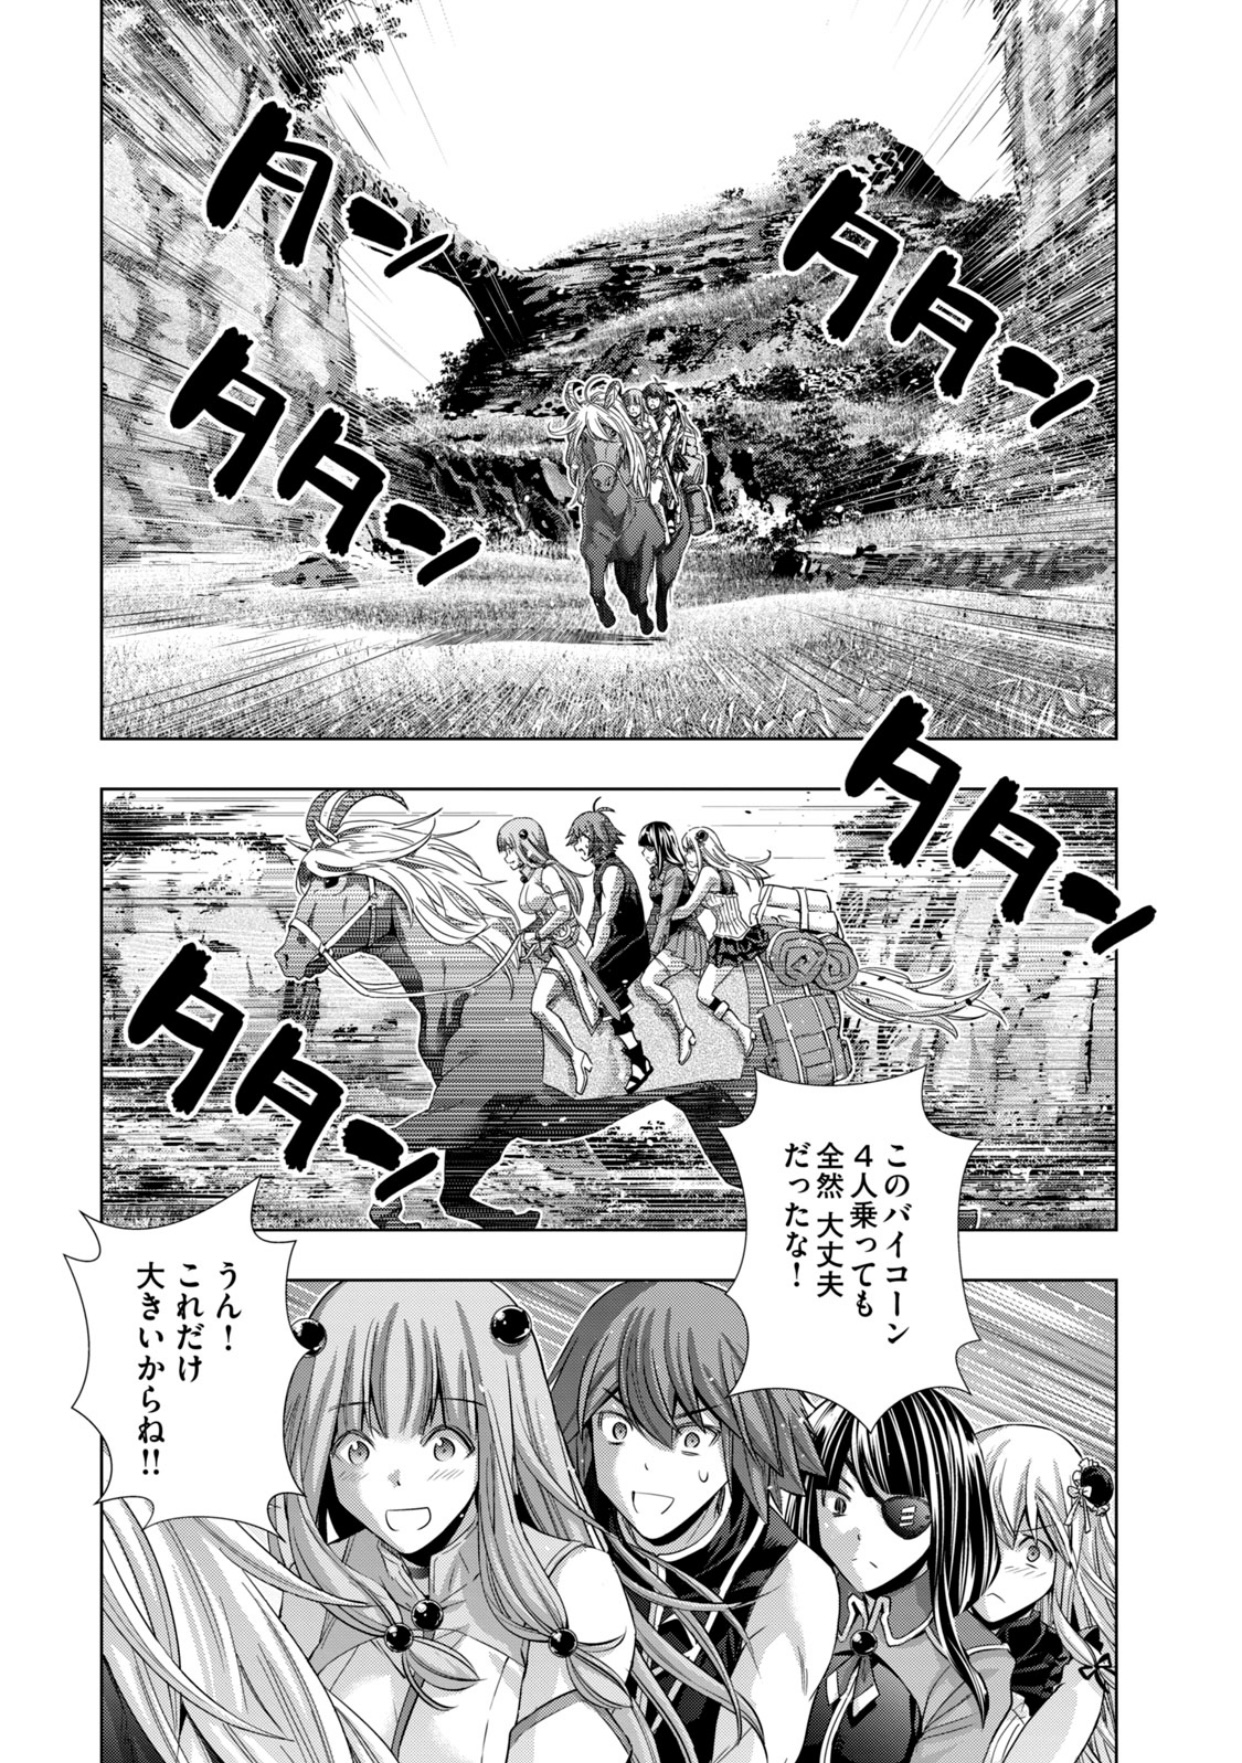 タタン
タン
タタン
タタン
タタン
このバイコーン
４人乗っても
全然 大丈夫
だったな！
うん！
これだけ
大きいからね!!